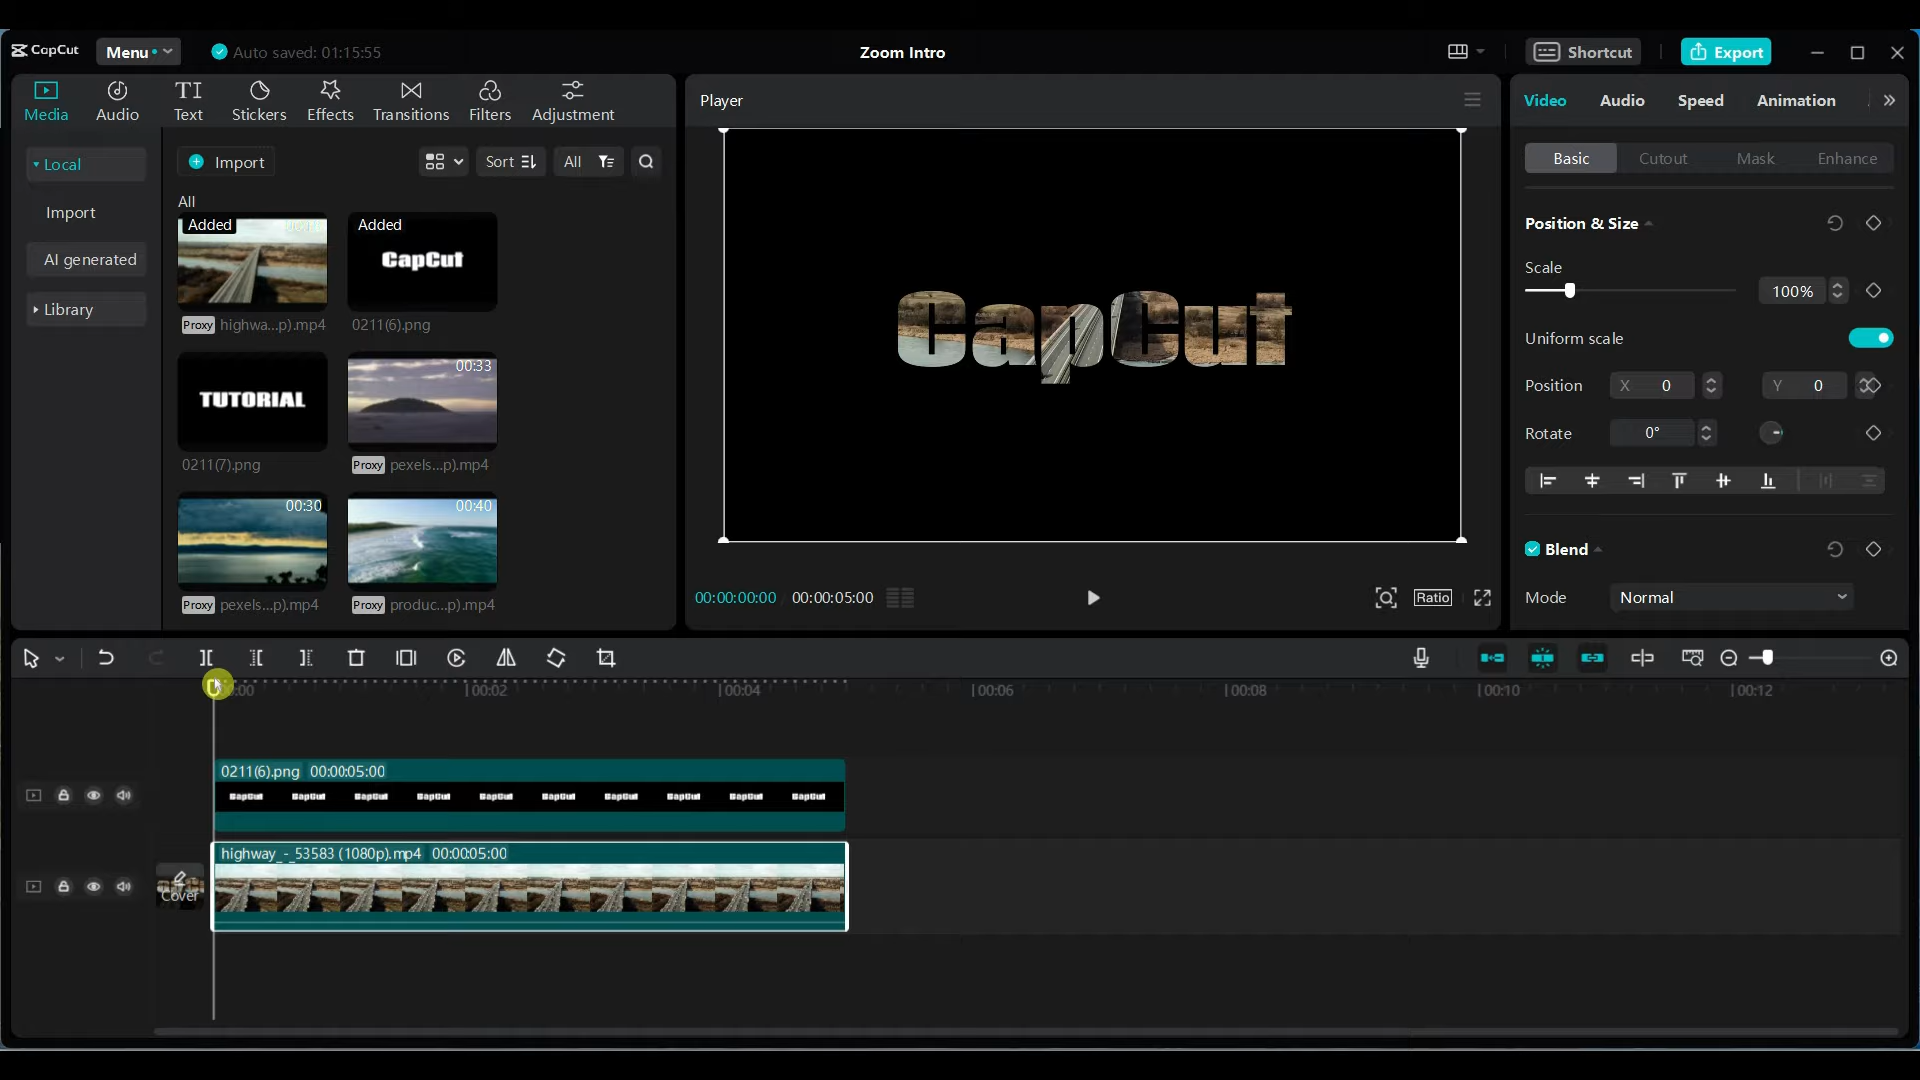 CapCut
Menu
Auto saved: 01:15:55
Zoom Intro
Shortcut
Export
Media
Audio
Text
Stickers
Effects
Transitions
Filters
Adjustment
Local
Import
AI generated
Library
Import
Sort
All
All
Added
CapCut
Added
Proxy highwa...p).mp4
0211(6).png
TUTORIAL
00:33
0211(7).png
Proxy pexels...p).mp4
00:30
00:40
Proxy pexels...p).mp4
Proxy produc...p).mp4
Player
CapCut
00:00:00:00
00:00:05:00
Ratio
Video
Audio
Speed
Animation
Basic
Cutout
Mask
Enhance
Position & Size
Scale
100%
Uniform scale
Position
X 0
Y 0
Rotate
0°
Blend
Mode
Normal
00:02
00:04
00:06
00:08
00:10
00:12
0211(6).png 00:00:05:00
CapCut CapCut CapCut CapCut CapCut CapCut CapCut CapCut CapCut CapCut
Cover
highway_-_53583 (1080p).mp4 00:00:05:00